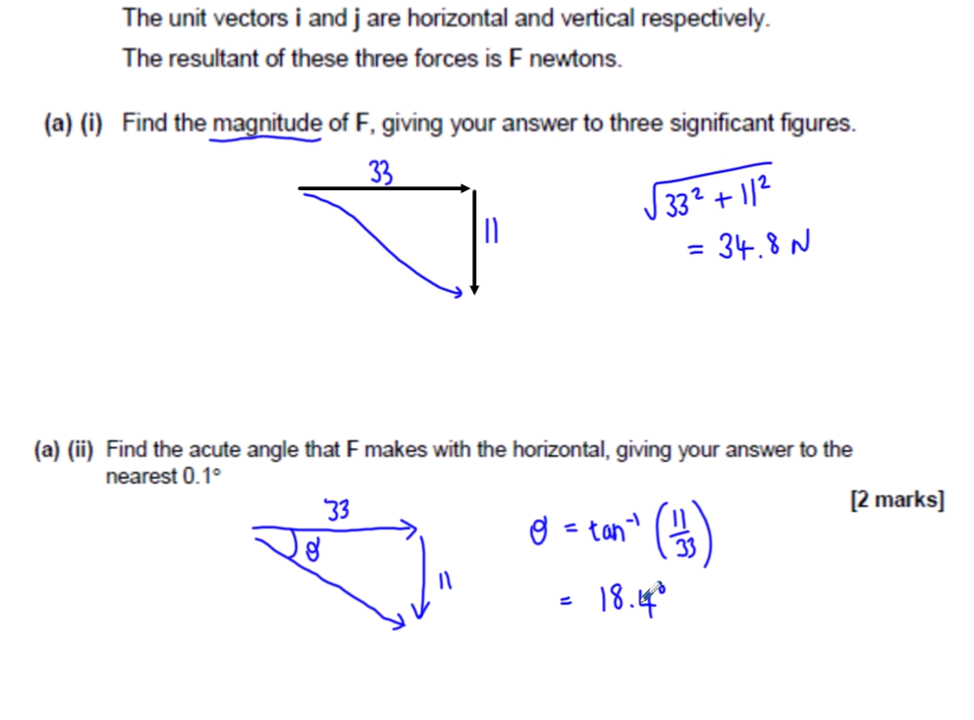 The unit vectors i and j are horizontal and vertical respectively.
The resultant of these three forces is F newtons.
(a) (i) Find the magnitude of F, giving your answer to three significant figures.
33
11
√33² + 11²
= 34.8 N
(a) (ii) Find the acute angle that F makes with the horizontal, giving your answer to the
nearest 0.1°
[2 marks]
33
θ
11
θ = tan⁻¹ (11/33)
= 18.4°